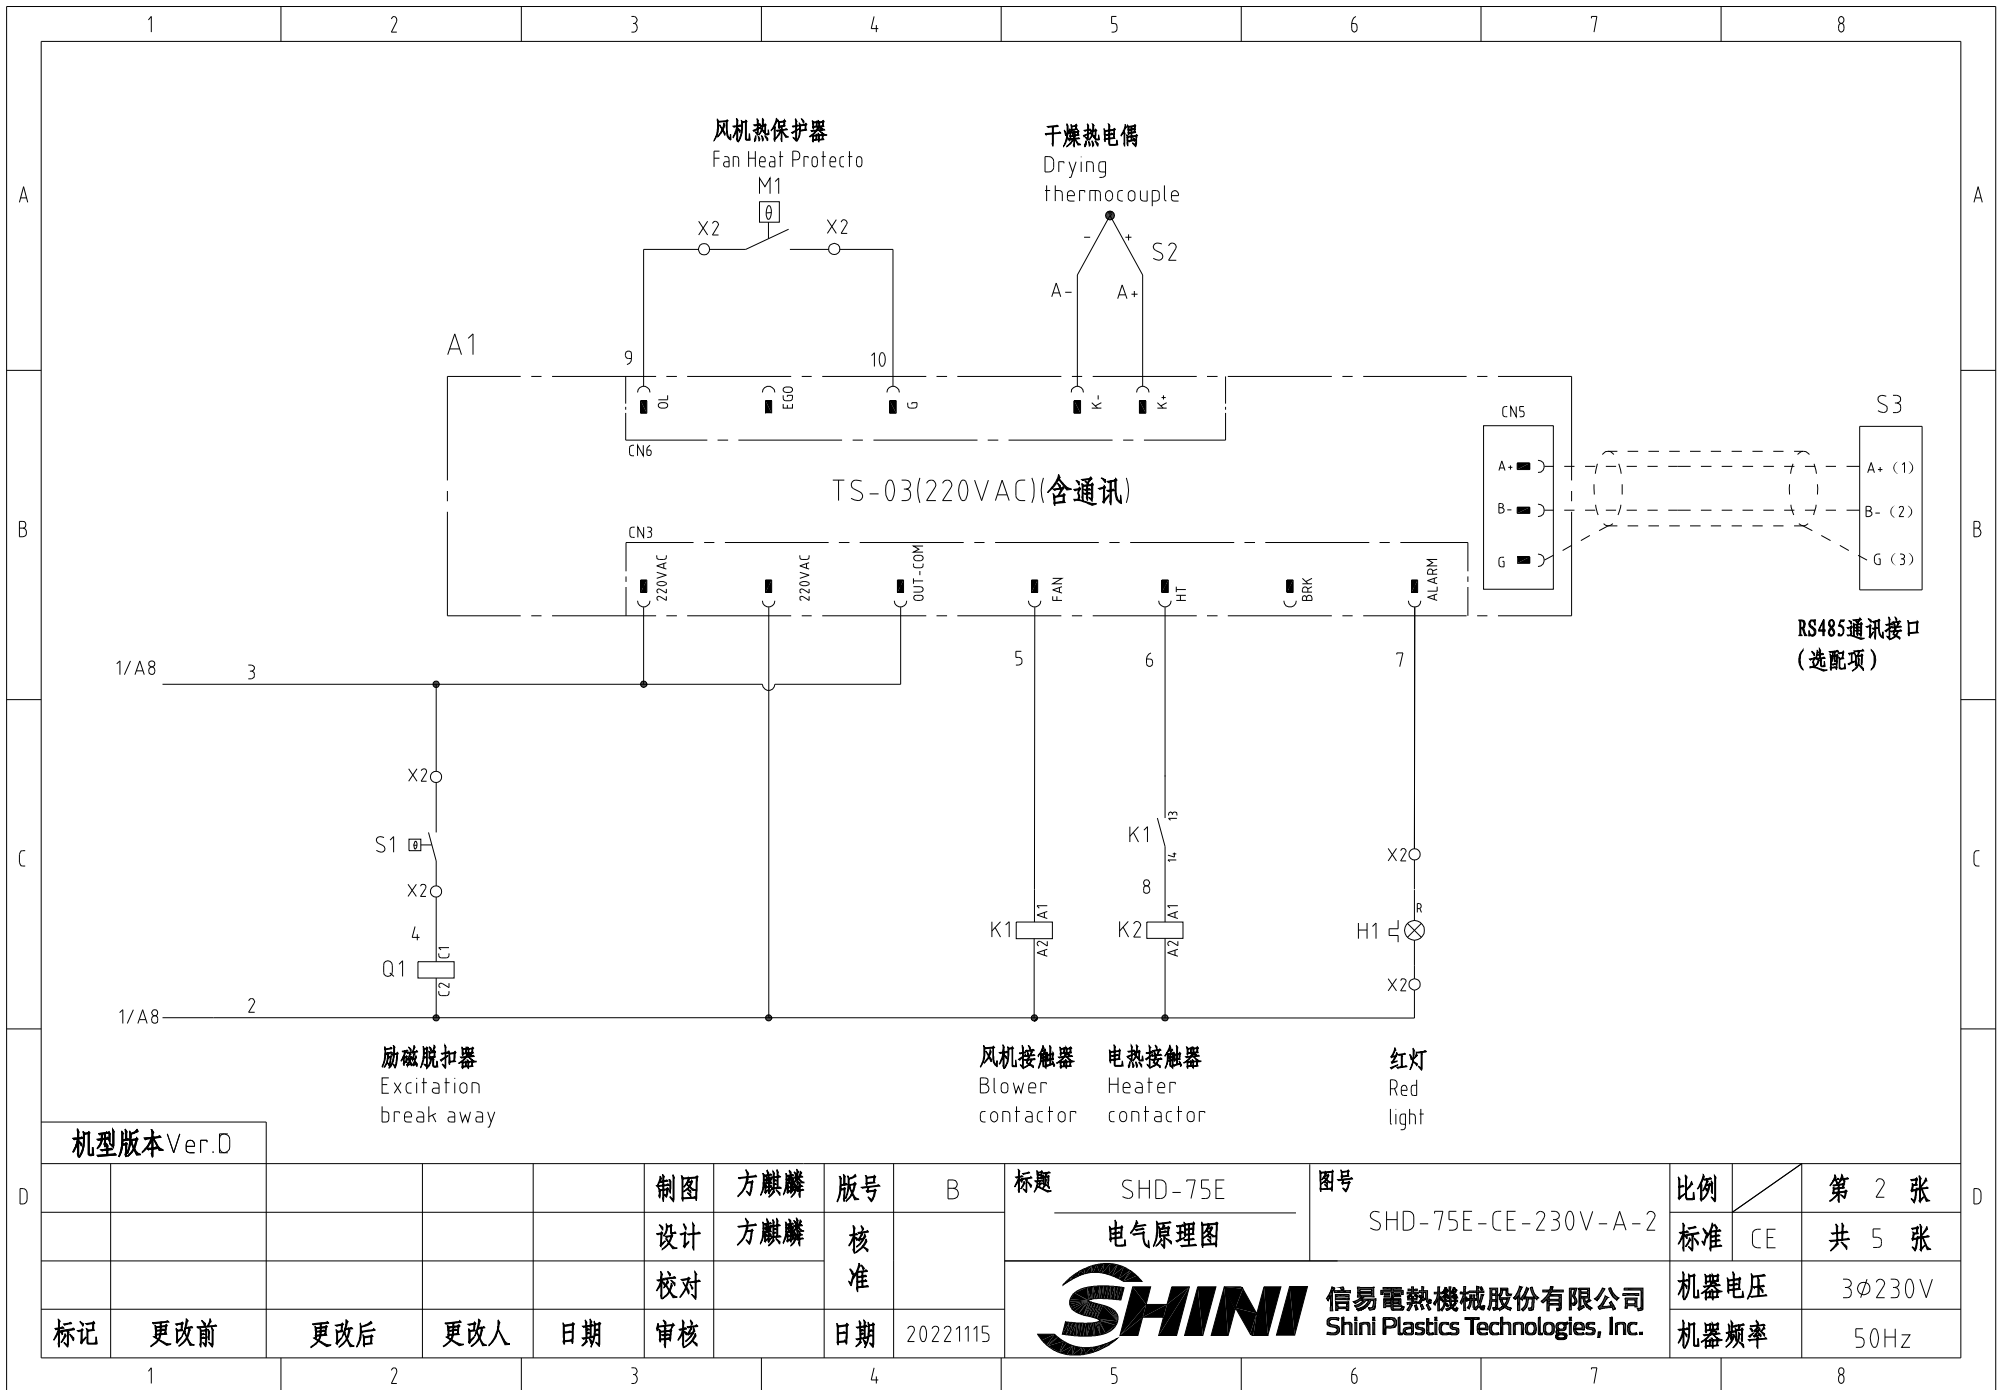 1 2 3 4 5 6 7 8
风机热保护器
Fan Heat Protecto
M1
θ
X2 X2
干燥热电偶
Drying
thermocouple
- +
S2
A- A+
A A
A1
9 10
OL EGO G K- K+
CN6
CN5
S3
A+ A+ (1)
TS-03(220VAC)(含通讯)
B- B- (2)
B B
CN3
G G (3)
220VAC 220VAC OUT-COM FAN HT BRK ALARM
RS485通讯接口
(选配项)
1/A8 3 5 6 7
X2
S1 θ
X2
4
C1
Q1
C2
K1 13
14
8
K1 A1
A2
K2 A1
A2
X2
R
H1
X2
C C
1/A8 2
励磁脱扣器
Excitation
break away
风机接触器
Blower
contactor
电热接触器
Heater
contactor
红灯
Red
light
机型版本Ver.D
D D
制图 方麒麟 版号 B
设计 方麒麟 核准
校对
标记 更改前 更改后 更改人 日期 审核 日期 20221115
标题 SHD-75E
电气原理图
图号
SHD-75E-CE-230V-A-2
比例 第 2 张
标准 CE 共 5 张
机器电压 3φ230V
机器频率 50Hz
SHINI
信易電熱機械股份有限公司
Shini Plastics Technologies, Inc.
1 2 3 4 5 6 7 8